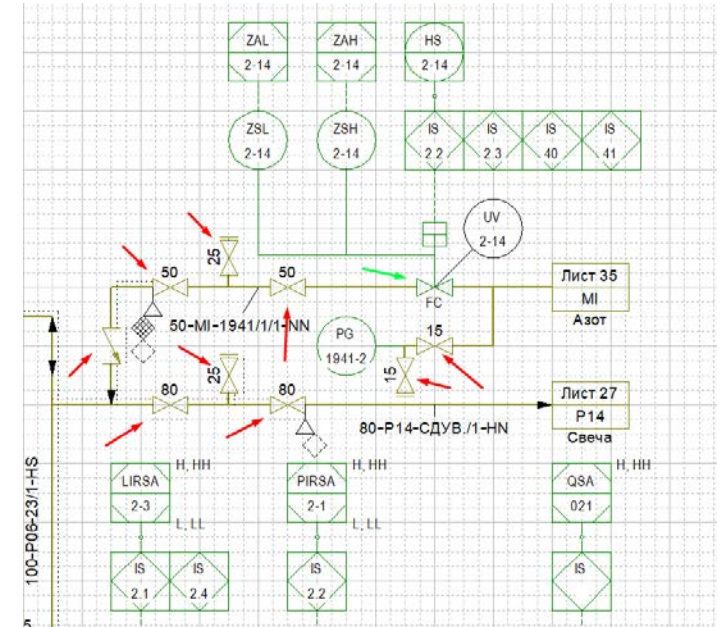 ZAL
2-14
ZAH
2-14
HS
2-14
ZSL
2-14
ZSH
2-14
IS
2.2
IS
2.3
IS
40
IS
41
UV
2-14
25
50
50
FC
Лист 35
MI
Азот
50-MI-1941/1/1-NN
PG
1941-2
15
15
25
80
80
Лист 27
P14
Свеча
80-P14-СДУВ./1-HN
100-P06-23/1-HS
LIRSA
2-3
H, HH
L, LL
PIRSA
2-1
H, HH
L, LL
QSA
021
H, HH
IS
2.1
IS
2.4
IS
2.2
IS